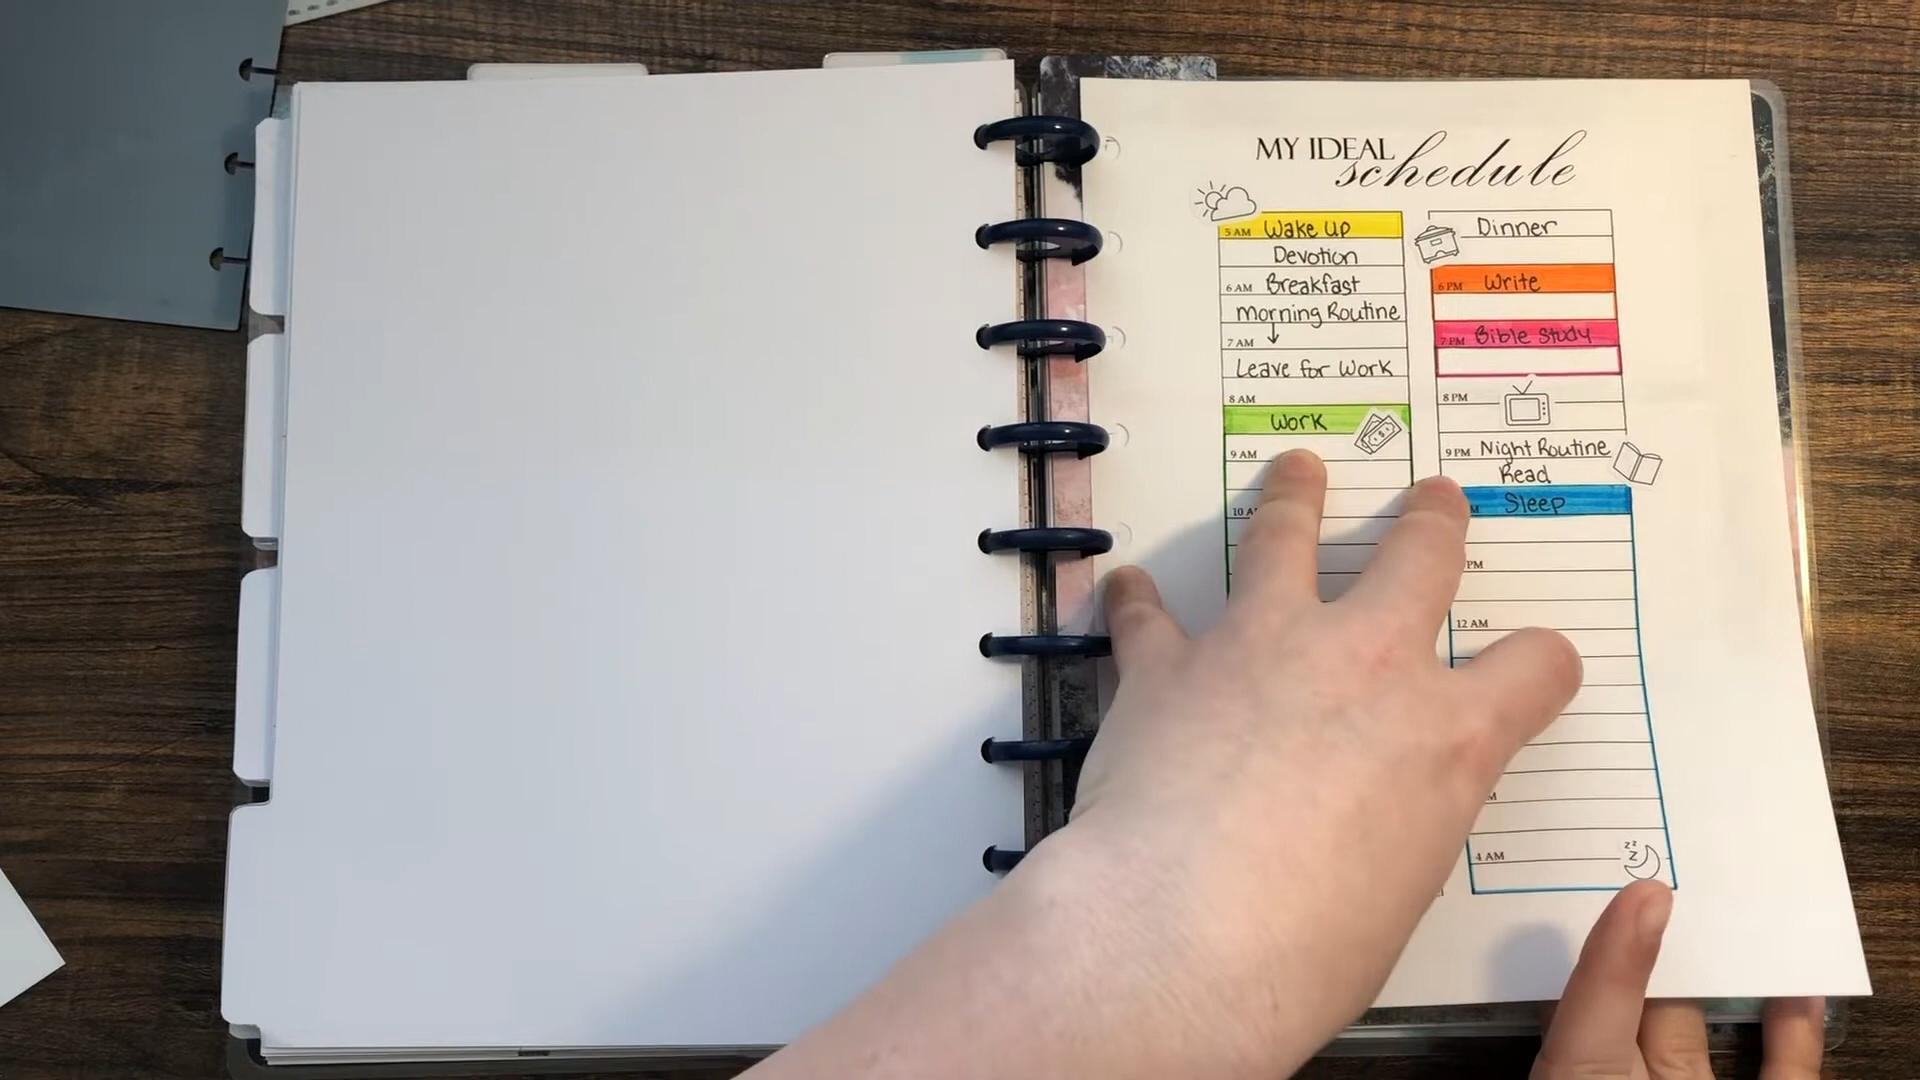 MY IDEAL
schedule
5 AM Wake Up
Devotion
6 AM Breakfast
Morning Routine
7 AM
Leave for Work
8 AM
Work
9 AM
Dinner
6 PM Write
7 PM Bible Study
8 PM
9 PM Night Routine
Read
Sleep
PM
12 AM
4 AM